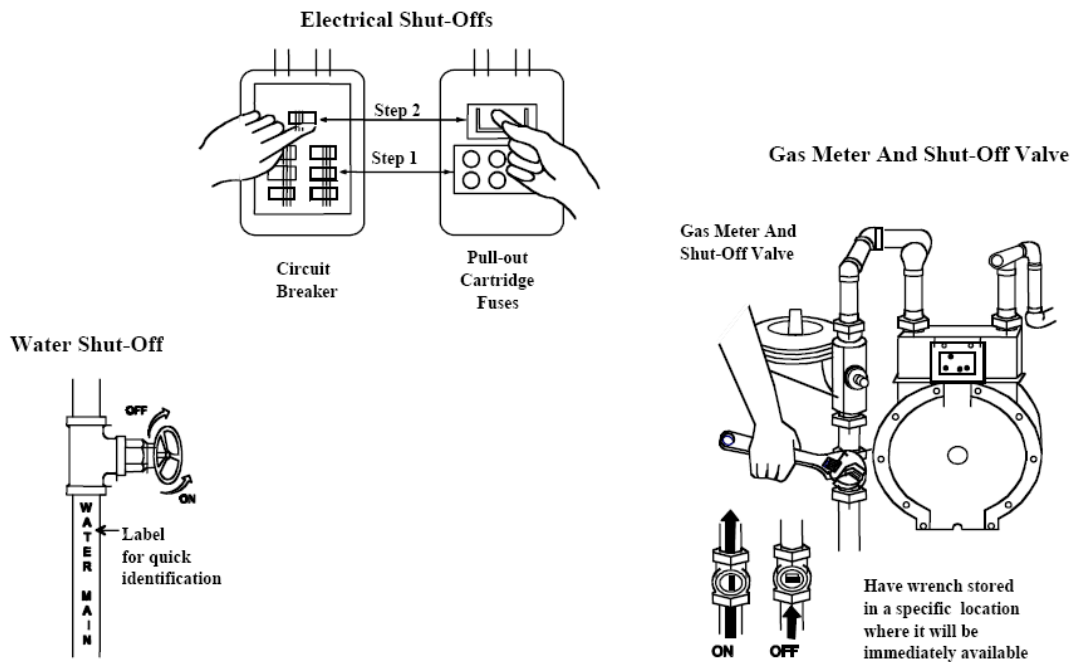 Electrical Shut-Offs
Step 2
Step 1
Circuit
Breaker
Pull-out
Cartridge
Fuses
Gas Meter And Shut-Off Valve
Gas Meter And
Shut-Off Valve
Water Shut-Off
OFF
ON
WATER MAIN
Label
for quick
identification
ON
OFF
Have wrench stored
in a specific location
where it will be
immediately available